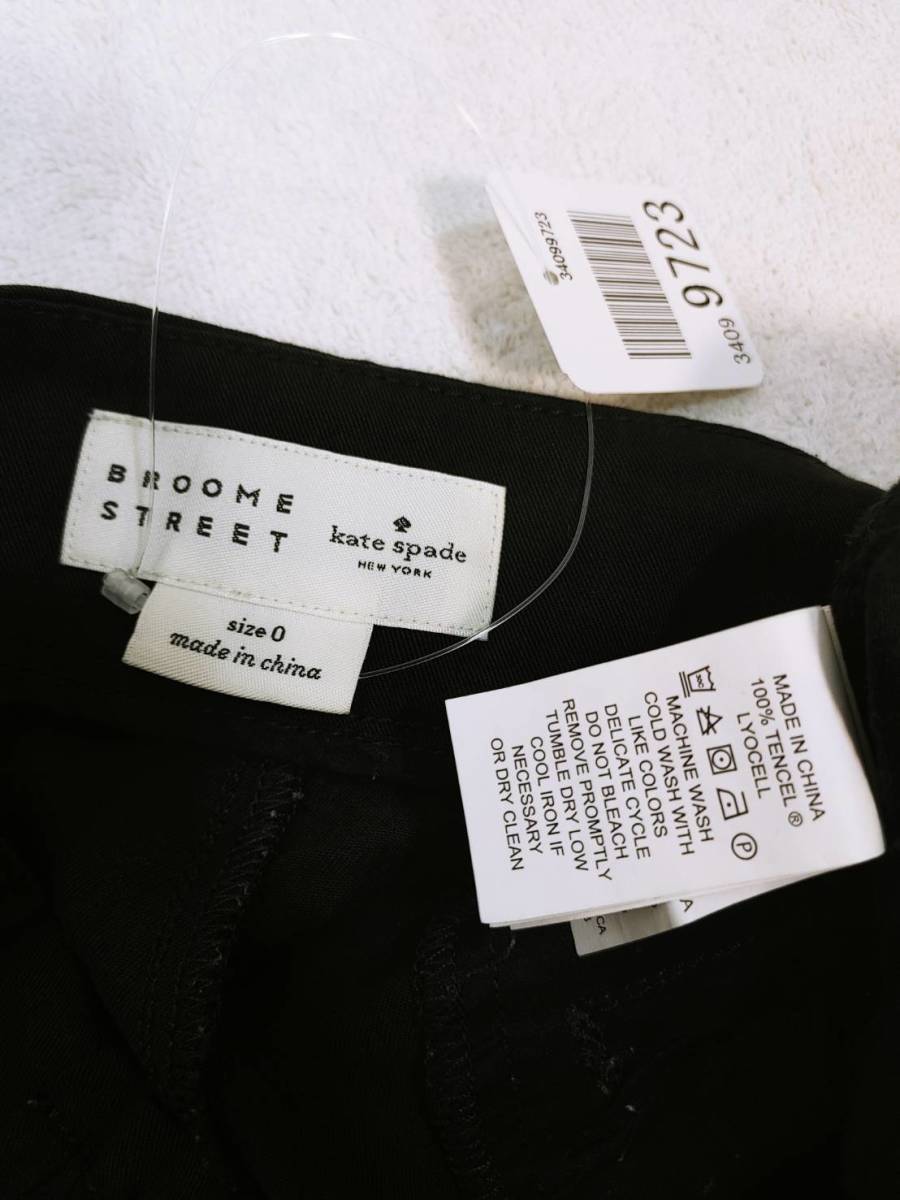 34099723
3409 9723
BROOME
STREET
kate spade
NEW YORK
size 0
made in china
MADE IN CHINA
100% TENCEL®
LYOCELL
MACHINE WASH
COLD WASH WITH
LIKE COLORS
DELICATE CYCLE
DO NOT BLEACH
REMOVE PROMPTLY
TUMBLE DRY LOW
COOL IRON IF
NECESSARY
OR DRY CLEAN
CA
A